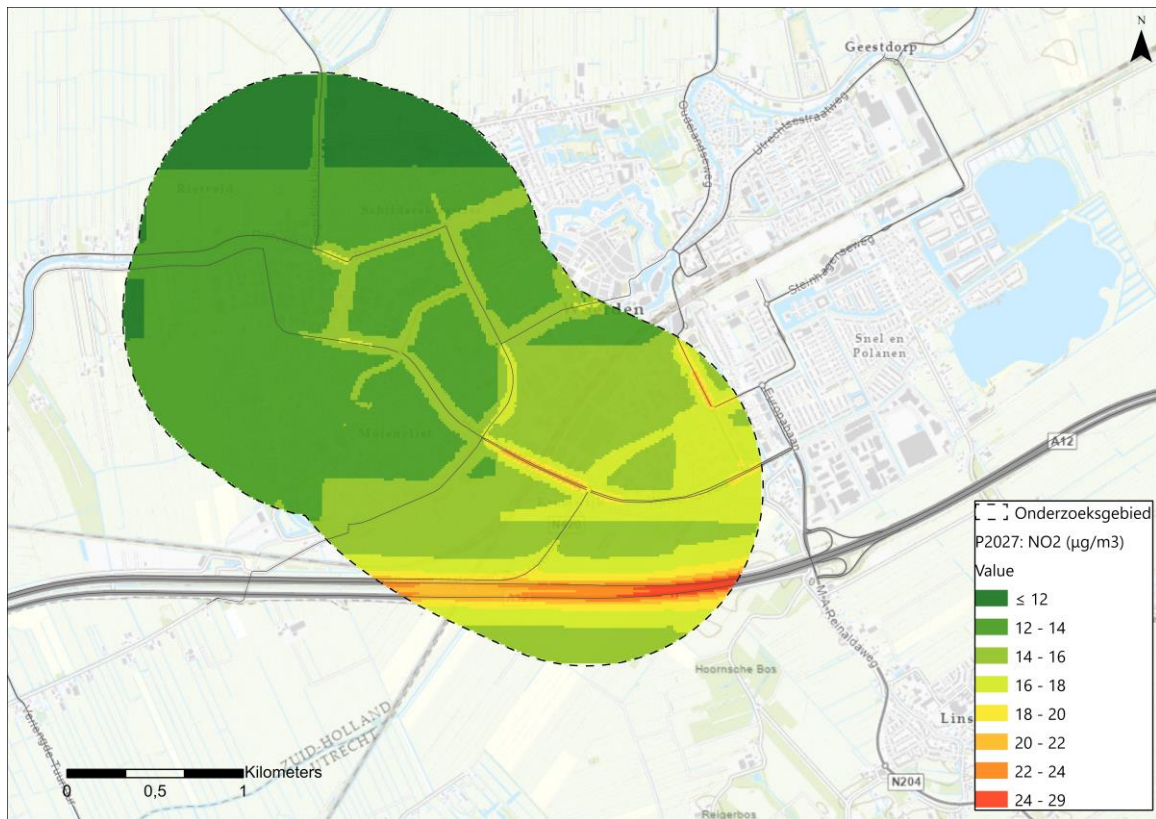 N
Geestdorp
Oudelandseweg
Utrechtsestraatweg
Rietveld
Steinhagenseweg
Snel en
Polanen
Molenvliet
Europabaan
A12
M.A. Reinaldaweg
Hoornsche Bos
ZUID-HOLLAND
UTRECHT
Lins
N204
Reigerbos
Kilometers
0
0,5
1
Onderzoeksgebied
P2027: NO2 (µg/m3)
Value
≤ 12
12 - 14
14 - 16
16 - 18
18 - 20
20 - 22
22 - 24
24 - 29